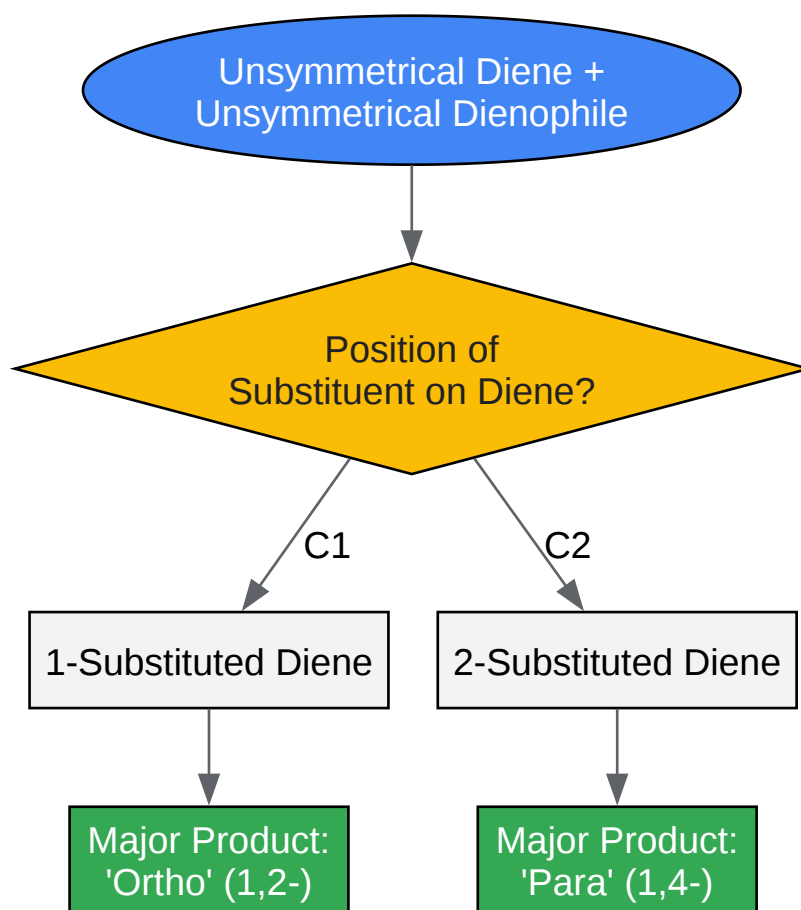 Unsymmetrical Diene +
Unsymmetrical Dienophile
Position of
Substituent on Diene?
C1
C2
1-Substituted Diene
2-Substituted Diene
Major Product:
'Ortho' (1,2-)
Major Product:
'Para' (1,4-)